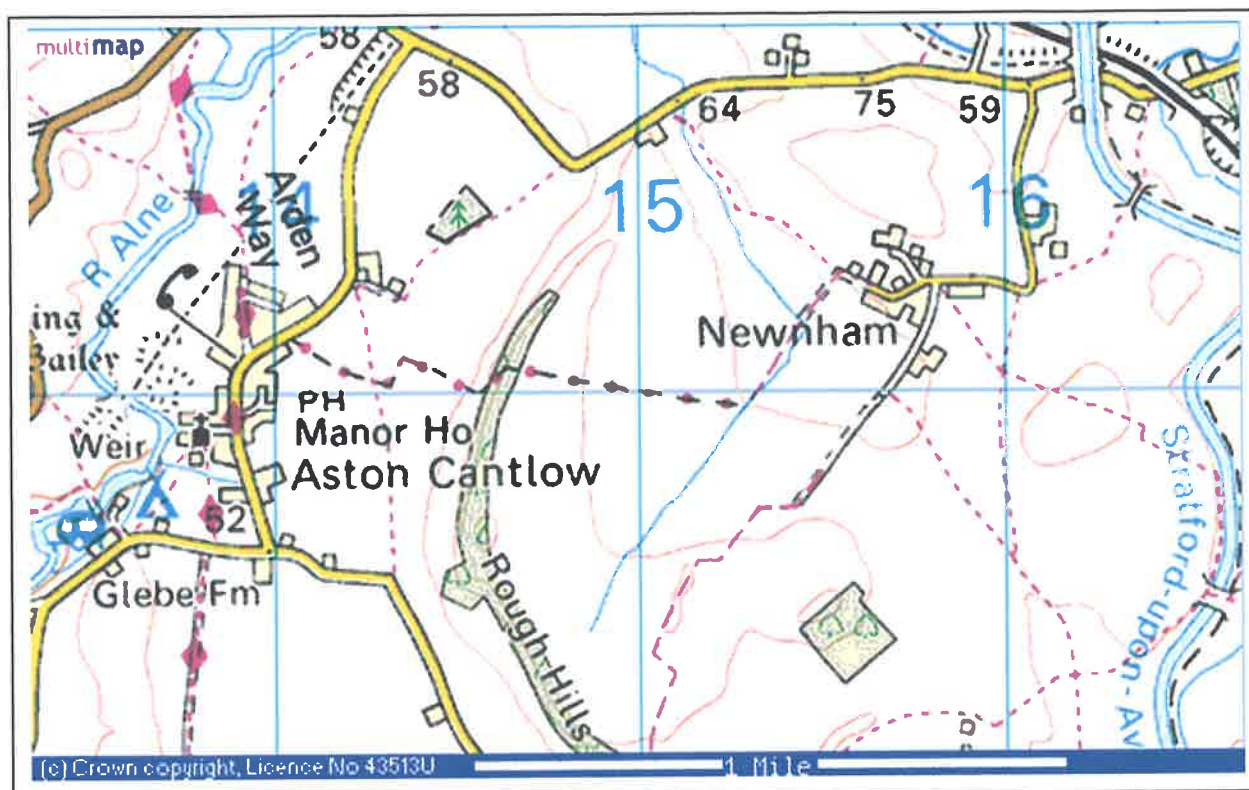 multimap
58
58
64
75
59
R Alne
Arden
Way
15
16
ing &
Bailey
Newnham
PH
Manor Ho
Aston Cantlow
Weir
52
Glebe Fm
Rough Hills
Stratford-upon-Av
(c) Crown copyright, Licence No 43513U
1 Mile